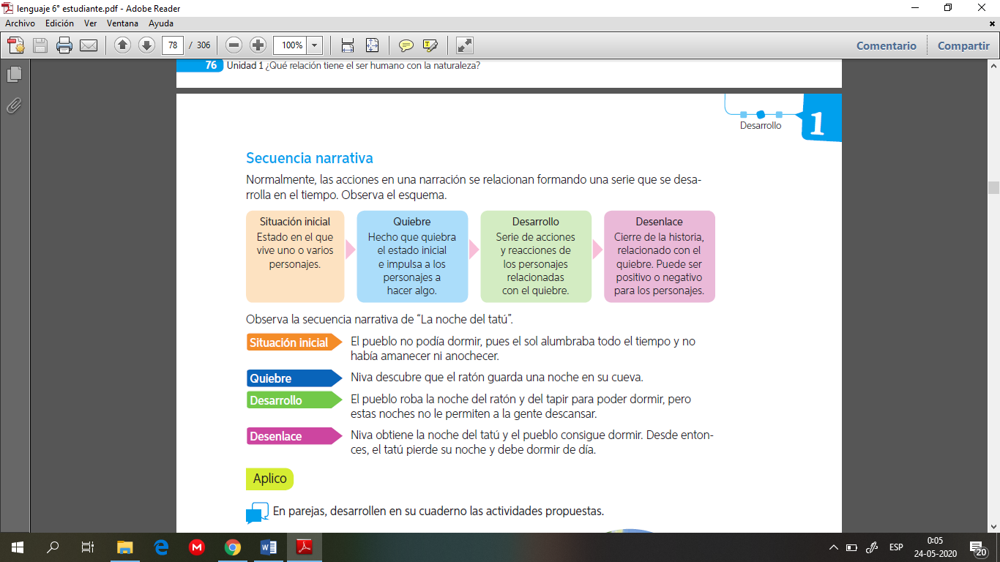 lenguaje 6° estudiante.pdf - Adobe Reader
Archivo Edición Ver Ventana Ayuda
78 / 306 100% Comentario Compartir
76 Unidad 1 ¿Qué relación tiene el ser humano con la naturaleza?
Desarrollo
1
Secuencia narrativa
Normalmente, las acciones en una narración se relacionan formando una serie que se desa-
rrolla en el tiempo. Observa el esquema.
Situación inicial
Estado en el que
vive uno o varios
personajes.
Quiebre
Hecho que quiebra
el estado inicial
e impulsa a los
personajes a
hacer algo.
Desarrollo
Serie de acciones
y reacciones de
los personajes
relacionadas
con el quiebre.
Desenlace
Cierre de la historia,
relacionado con el
quiebre. Puede ser
positivo o negativo
para los personajes.
Observa la secuencia narrativa de “La noche del tatú”.
Situación inicial El pueblo no podía dormir, pues el sol alumbraba todo el tiempo y no
había amanecer ni anochecer.
Quiebre Niva descubre que el ratón guarda una noche en su cueva.
Desarrollo El pueblo roba la noche del ratón y del tapir para poder dormir, pero
estas noches no le permiten a la gente descansar.
Desenlace Niva obtiene la noche del tatú y el pueblo consigue dormir. Desde enton-
ces, el tatú pierde su noche y debe dormir de día.
Aplico
En parejas, desarrollen en su cuaderno las actividades propuestas.
ESP
0:05
24-05-2020
20